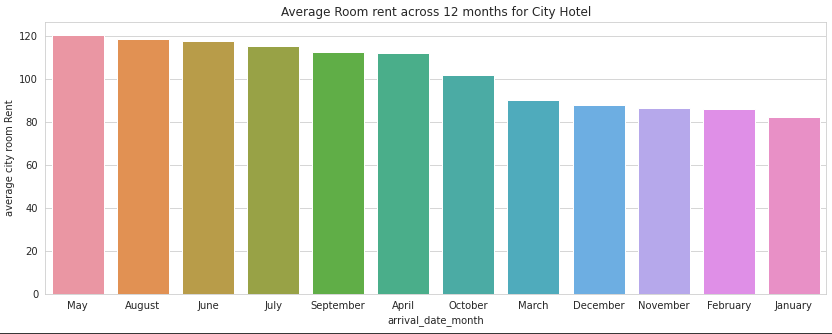 Average Room rent across 12 months for City Hotel
average city room Rent
120
100
80
60
40
20
0
May August June July September April October March December November February January
arrival_date_month